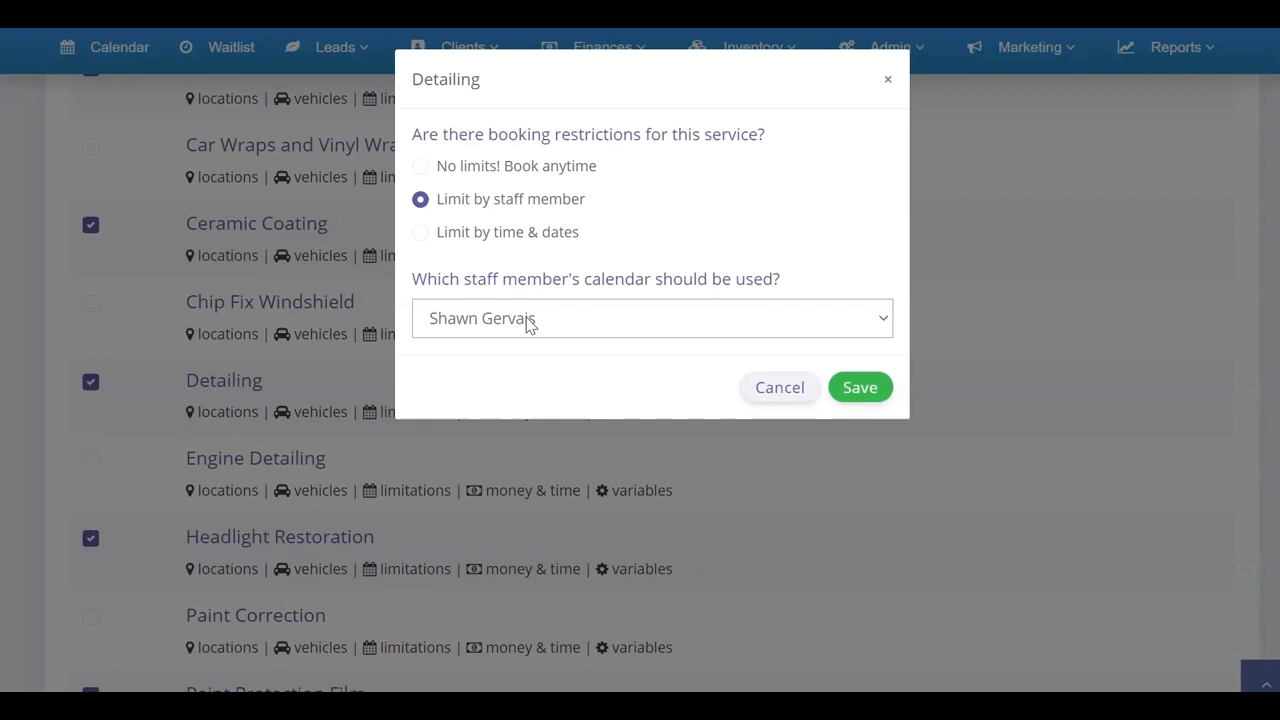 Calendar Waitlist Leads Clients Finances Inventory Admin Marketing Reports
Detailing ×
Are there booking restrictions for this service?
No limits! Book anytime
Limit by staff member
Limit by time & dates
Which staff member's calendar should be used?
Shawn Gervais
Cancel Save
locations | vehicles | lim
Car Wraps and Vinyl Wra
locations | vehicles | lim
Ceramic Coating
locations | vehicles | lim
Chip Fix Windshield
locations | vehicles | lim
Detailing
locations | vehicles | lim
Engine Detailing
locations | vehicles | limitations | money & time | variables
Headlight Restoration
locations | vehicles | limitations | money & time | variables
Paint Correction
locations | vehicles | limitations | money & time | variables
Paint Protection Film